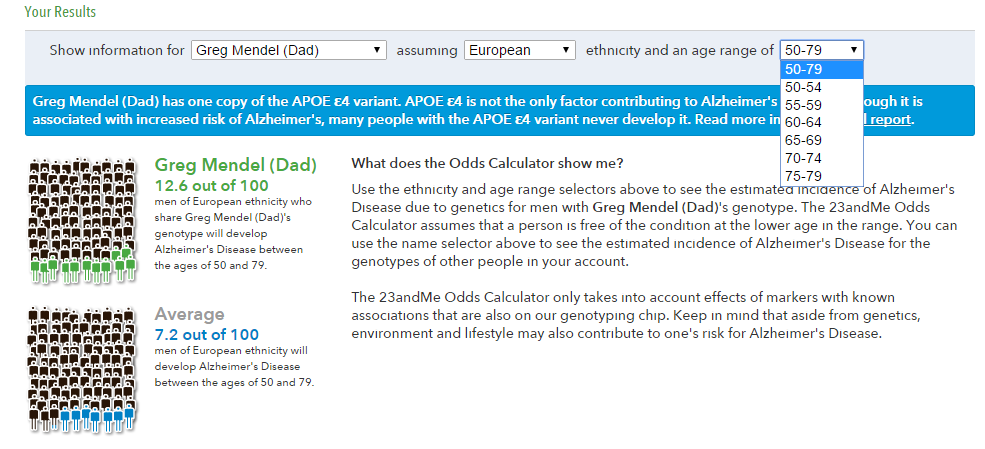 Your Results
Show information for Greg Mendel (Dad) assuming European ethnicity and an age range of 50-79
50-79
50-54
55-59
60-64
65-69
70-74
75-79
Greg Mendel (Dad) has one copy of the APOE ε4 variant. APOE ε4 is not the only factor contributing to Alzheimer's ough it is
associated with increased risk of Alzheimer's, many people with the APOE ε4 variant never develop it. Read more in l report.
Greg Mendel (Dad)
12.6 out of 100
men of European ethnicity who
share Greg Mendel (Dad)'s
genotype will develop
Alzheimer's Disease between
the ages of 50 and 79.
Average
7.2 out of 100
men of European ethnicity will
develop Alzheimer's Disease
between the ages of 50 and 79.
What does the Odds Calculator show me?
Use the ethnicity and age range selectors above to see the estimated incidence of Alzheimer's
Disease due to genetics for men with Greg Mendel (Dad)'s genotype. The 23andMe Odds
Calculator assumes that a person is free of the condition at the lower age in the range. You can
use the name selector above to see the estimated incidence of Alzheimer's Disease for the
genotypes of other people in your account.
The 23andMe Odds Calculator only takes into account effects of markers with known
associations that are also on our genotyping chip. Keep in mind that aside from genetics,
environment and lifestyle may also contribute to one's risk for Alzheimer's Disease.